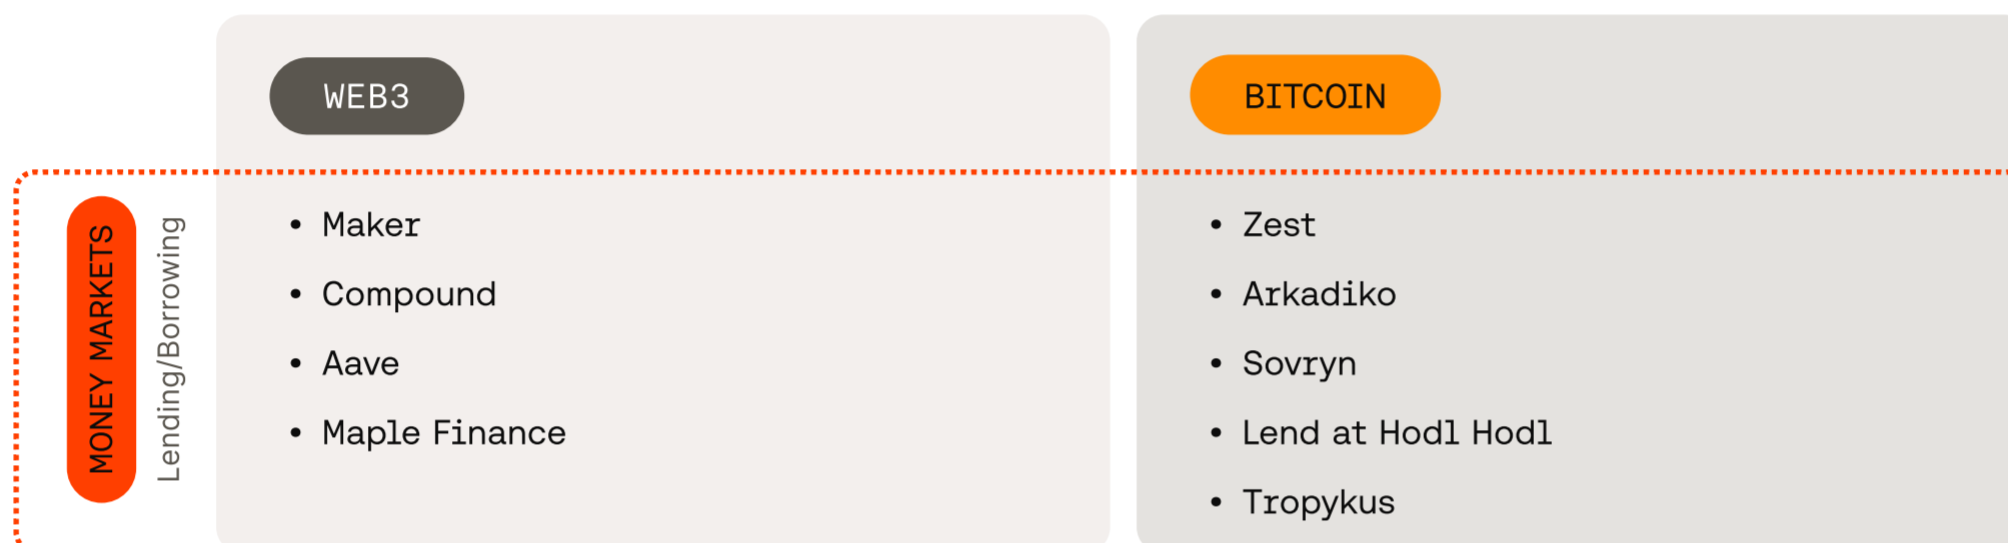 WEB3
BITCOIN
MONEY MARKETS
Lending/Borrowing
• Maker
• Compound
• Aave
• Maple Finance
• Zest
• Arkadiko
• Sovryn
• Lend at Hodl Hodl
• Tropykus